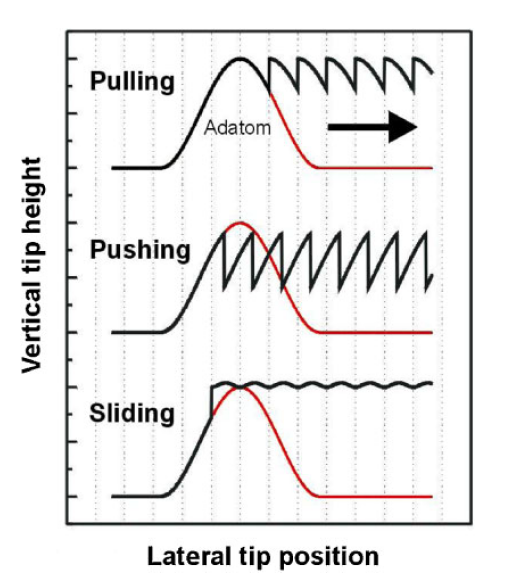 Pulling
Adatom
Pushing
Sliding
Vertical tip height
Lateral tip position